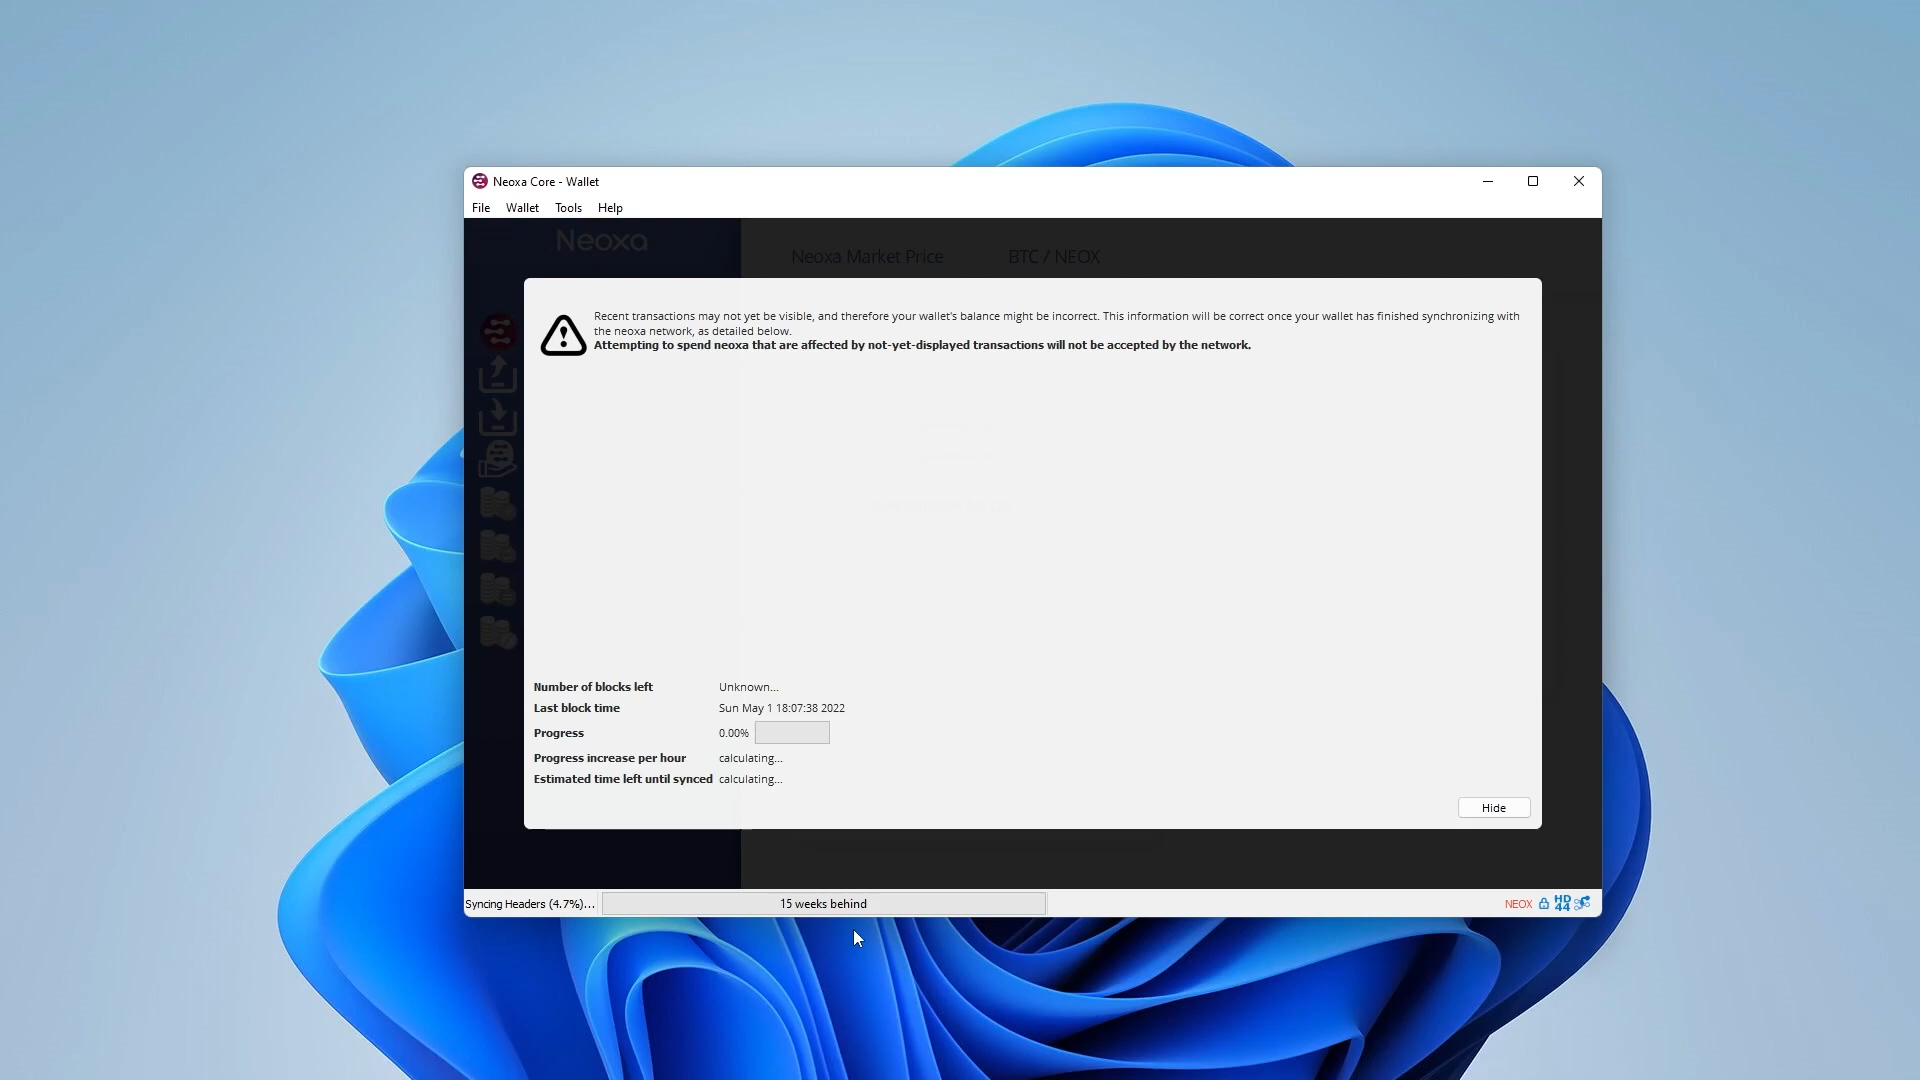 Neoxa Core - Wallet
File Wallet Tools Help
Neoxa
Neoxa Market Price BTC / NEOX
Recent transactions may not yet be visible, and therefore your wallet's balance might be incorrect. This information will be correct once your wallet has finished synchronizing with
the neoxa network, as detailed below.
Attempting to spend neoxa that are affected by not-yet-displayed transactions will not be accepted by the network.
Number of blocks left Unknown...
Last block time Sun May 1 18:07:38 2022
Progress 0.00%
Progress increase per hour calculating...
Estimated time left until synced calculating...
Hide
Syncing Headers (4.7%)... 15 weeks behind NEOX HD 44